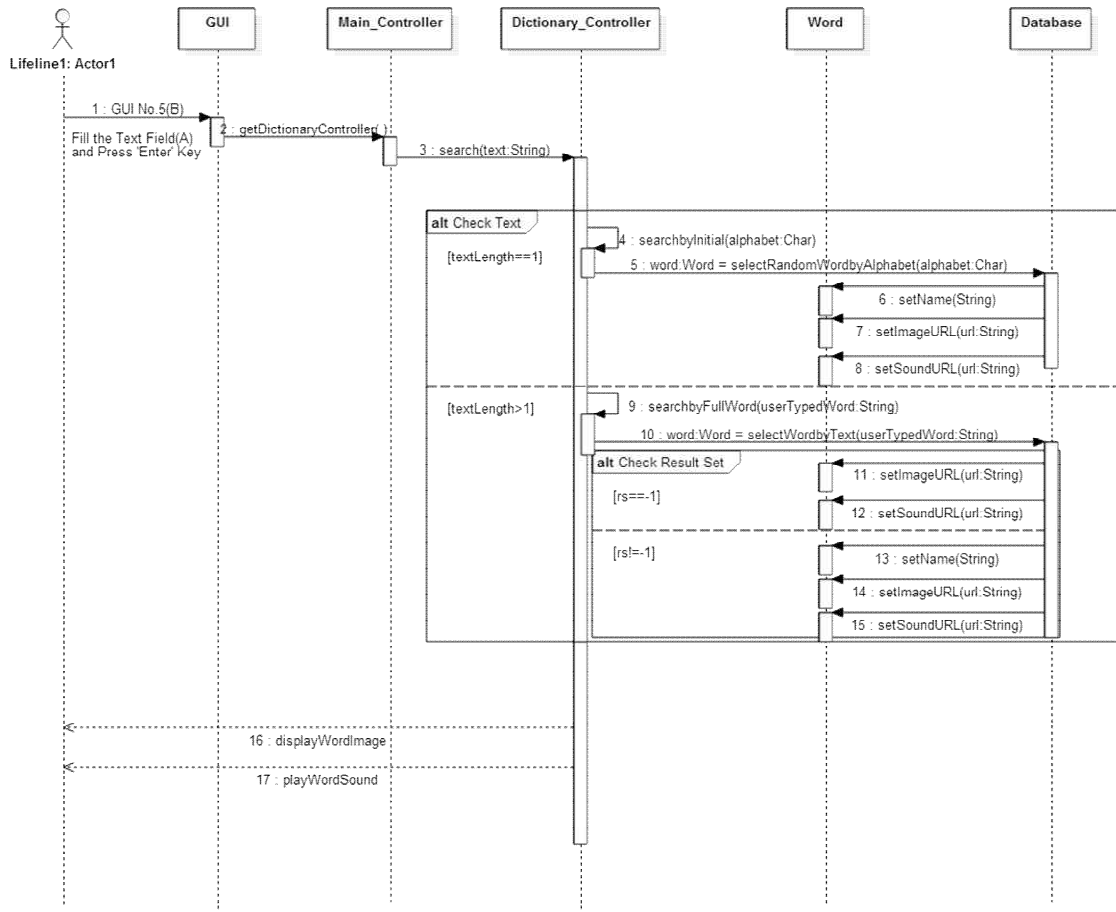 GUI
Main_Controller
Dictionary_Controller
Word
Database
Lifeline1: Actor1
1 : GUI No.5(B)
Fill the Text Field(A)
and Press 'Enter' Key
2 : getDictionaryController( )
3 : search(text:String)
alt Check Text
[textLength==1]
4 : searchbyInitial(alphabet:Char)
5 : word:Word = selectRandomWordbyAlphabet(alphabet:Char)
6 : setName(String)
7 : setImageURL(url:String)
8 : setSoundURL(url:String)
[textLength>1]
9 : searchbyFullWord(userTypedWord:String)
10 : word:Word = selectWordbyText(userTypedWord:String)
alt Check Result Set
11 : setImageURL(url:String)
[rs==-1]
12 : setSoundURL(url:String)
[rs!=-1]
13 : setName(String)
14 : setImageURL(url:String)
15 : setSoundURL(url:String)
16 : displayWordImage
17 : playWordSound